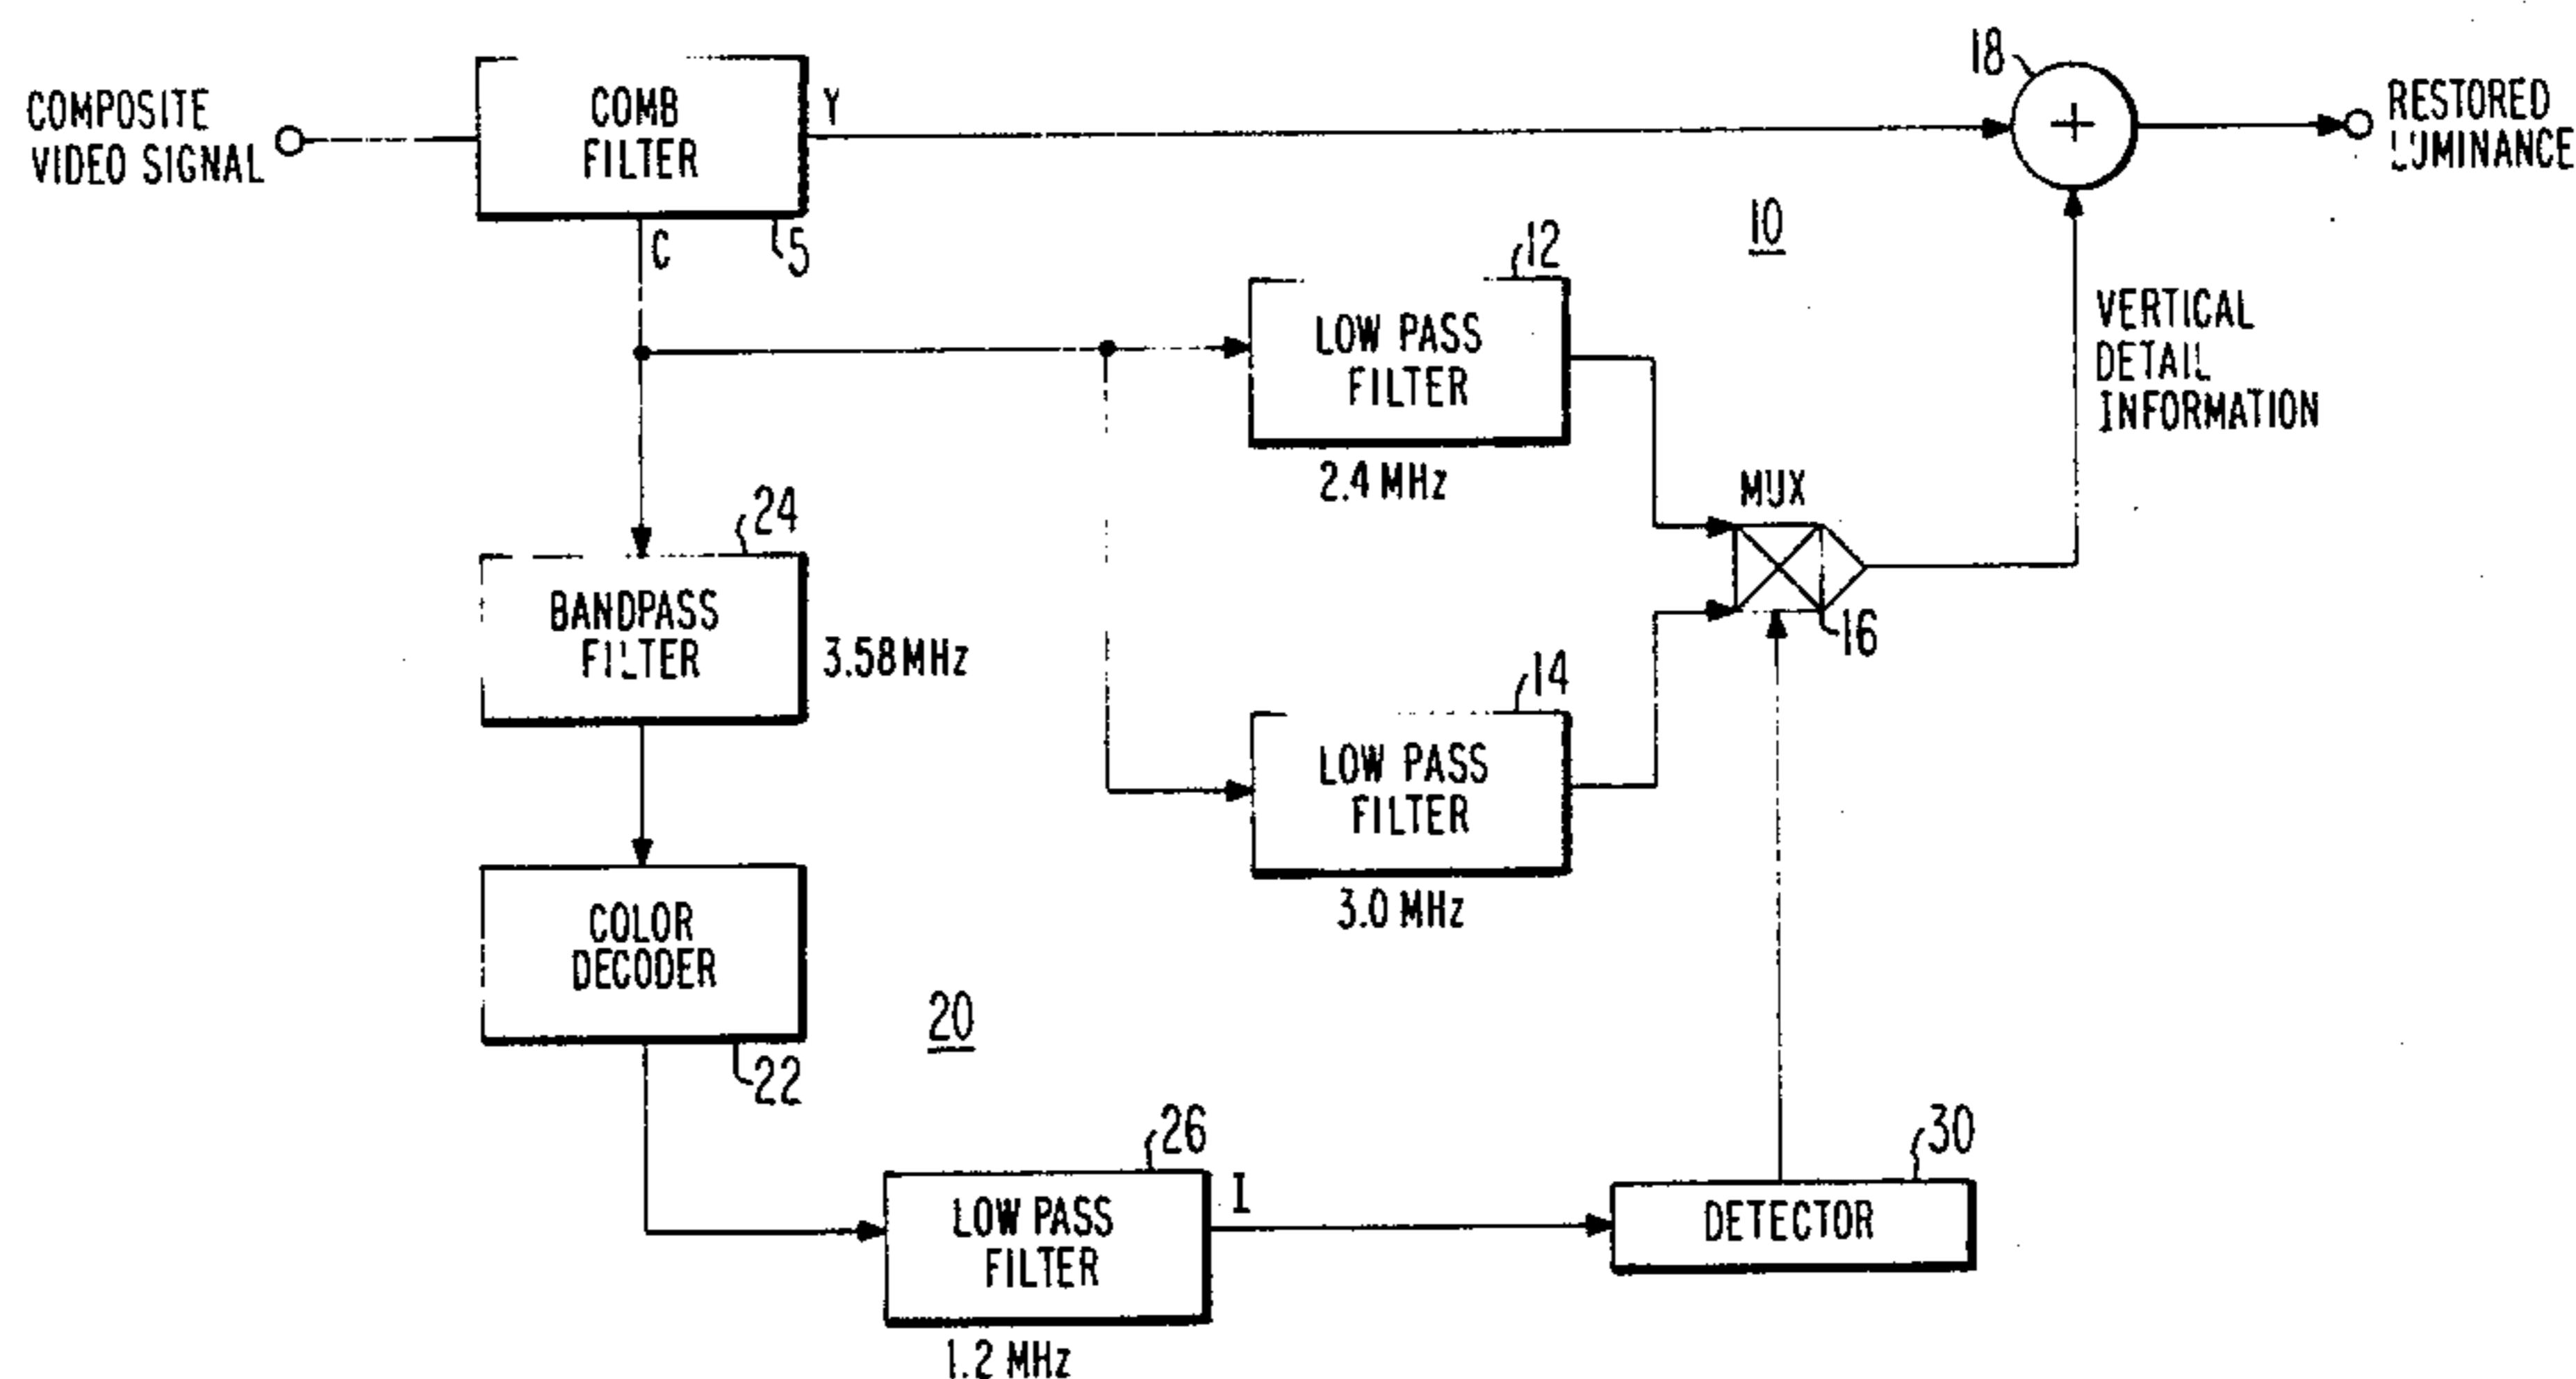 COMPOSITE
VIDEO SIGNAL
COMB
FILTER
5
Y
C
18
+
RESTORED
LUMINANCE
10
12
LOW PASS
FILTER
2.4 MHz
VERTICAL
DETAIL
INFORMATION
MUX
16
24
BANDPASS
FILTER
3.58 MHz
14
LOW PASS
FILTER
3.0 MHz
COLOR
DECODER
22
20
26
LOW PASS
FILTER
1.2 MHz
I
30
DETECTOR